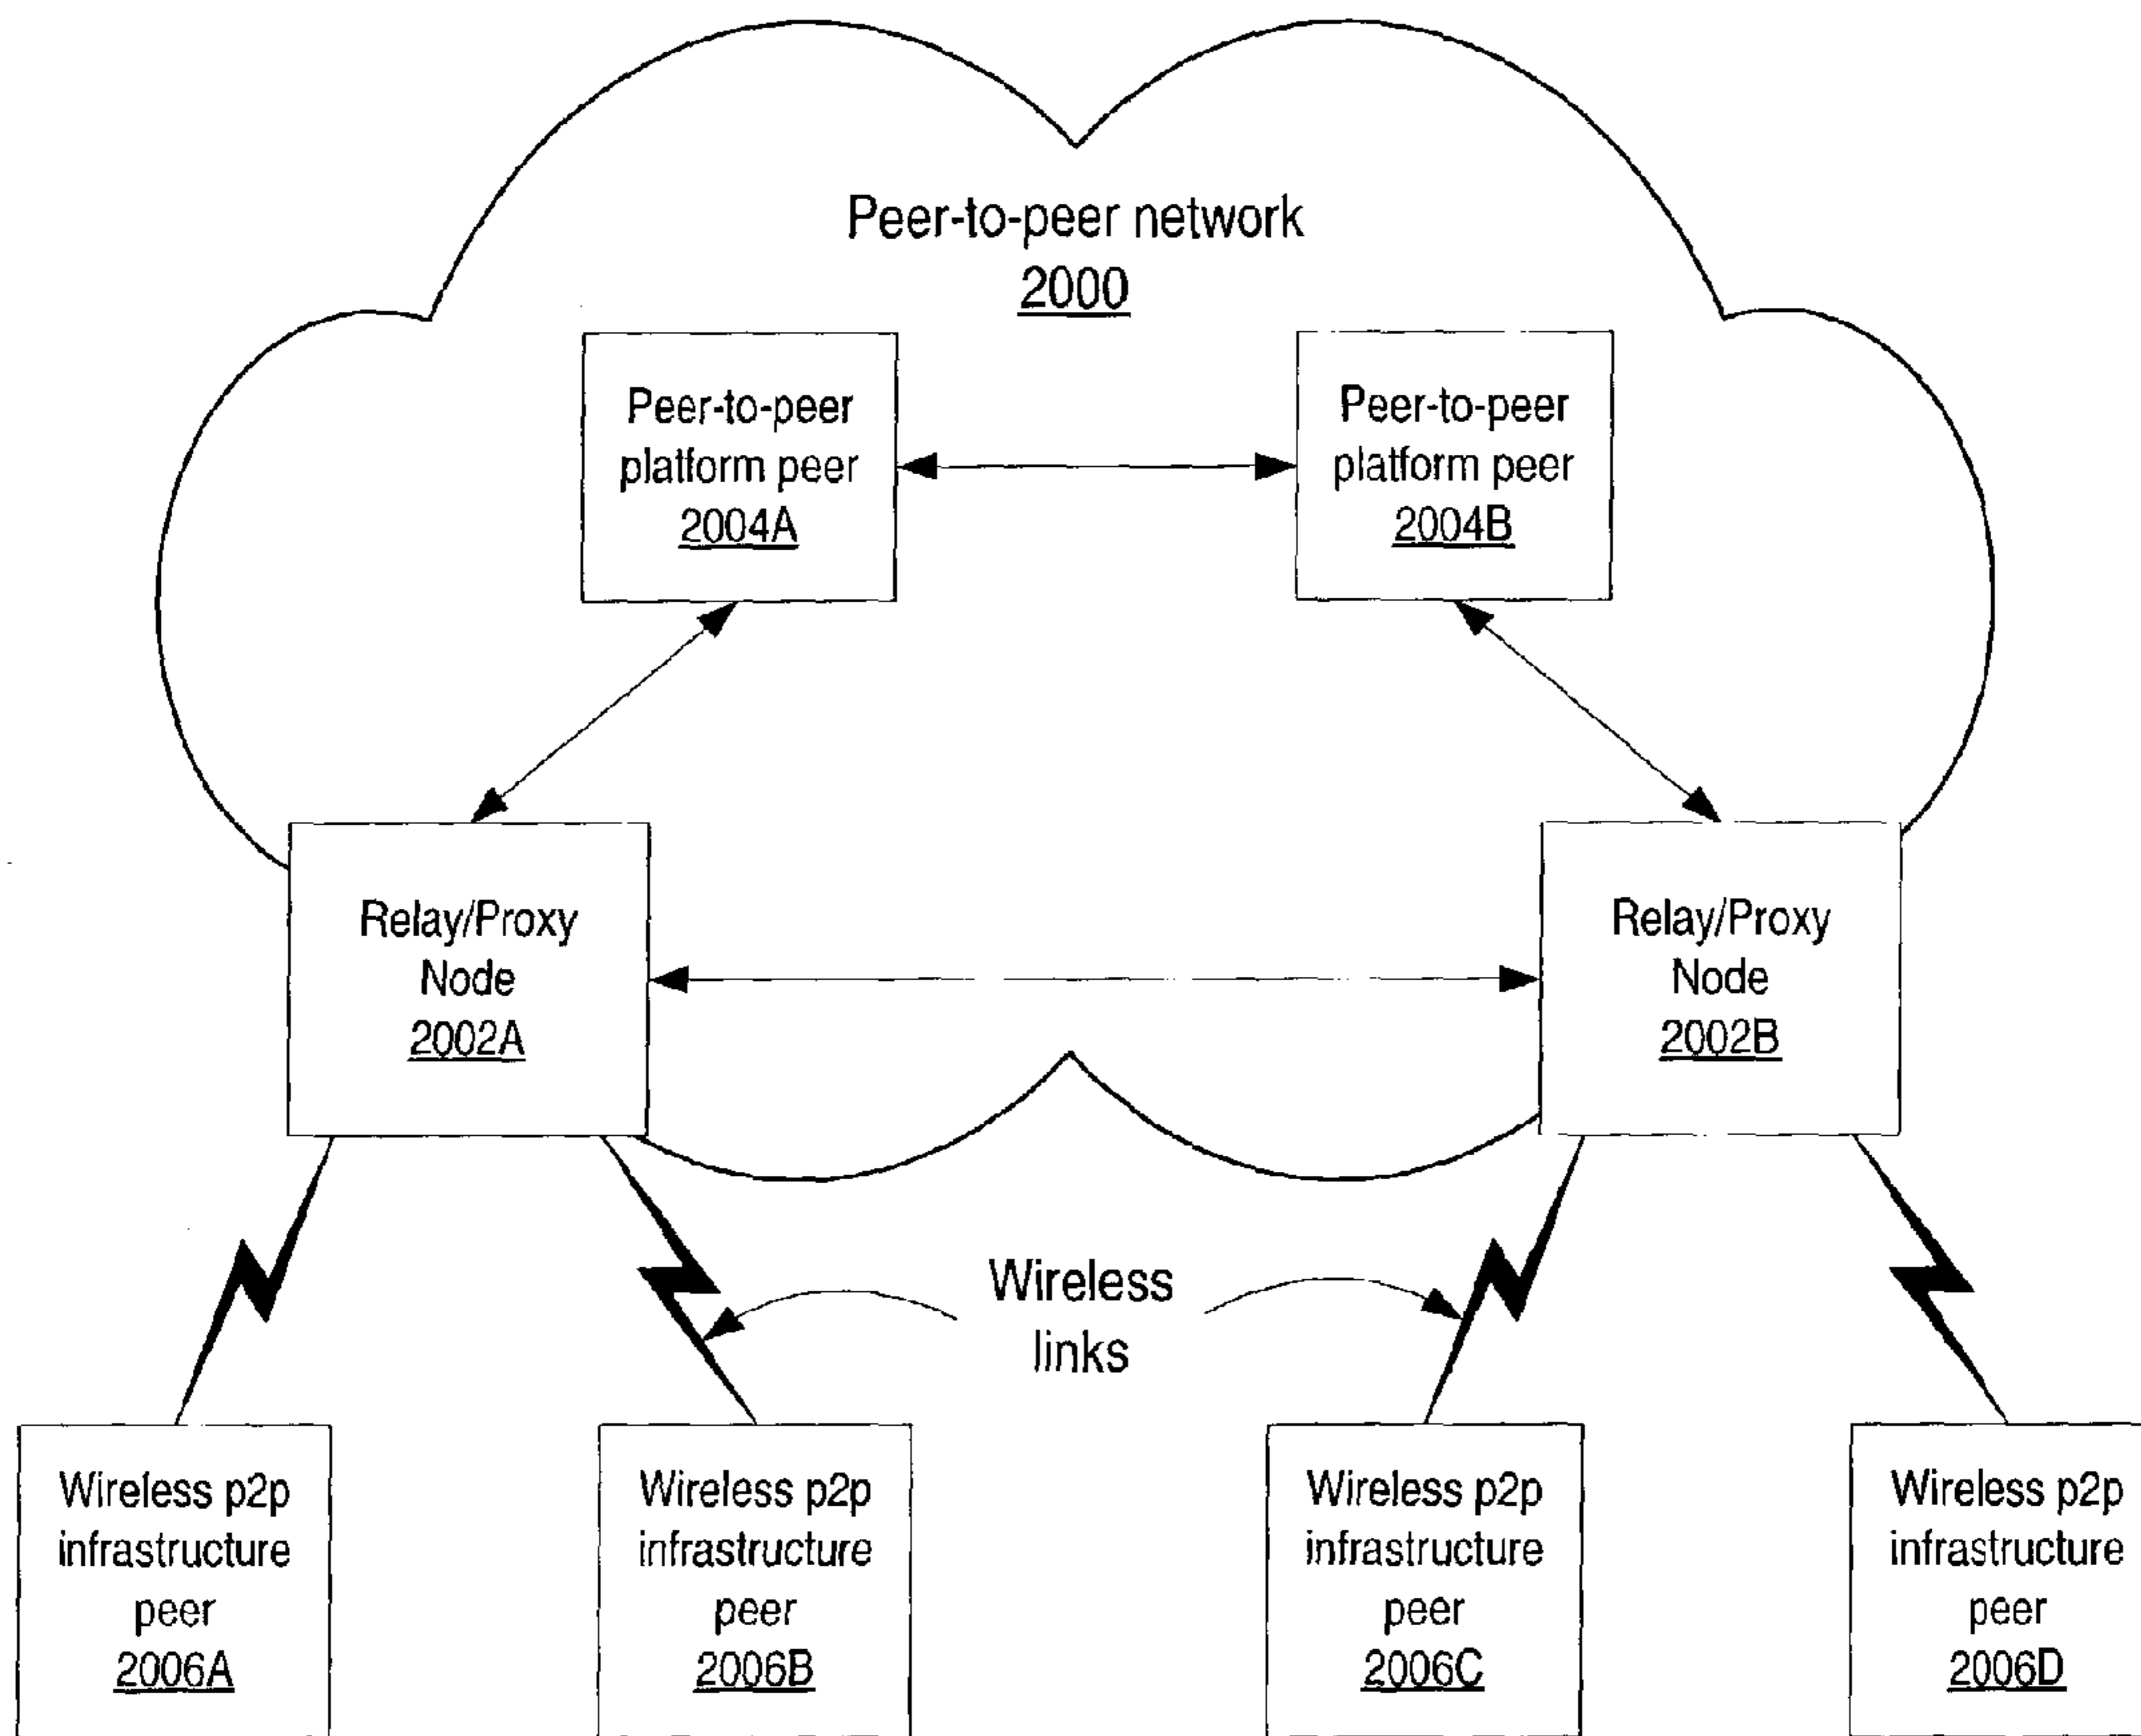 Peer-to-peer network
2000
Peer-to-peer
platform peer
2004A
Peer-to-peer
platform peer
2004B
Relay/Proxy
Node
2002A
Relay/Proxy
Node
2002B
Wireless
links
Wireless p2p
infrastructure
peer
2006A
Wireless p2p
infrastructure
peer
2006B
Wireless p2p
infrastructure
peer
2006C
Wireless p2p
infrastructure
peer
2006D